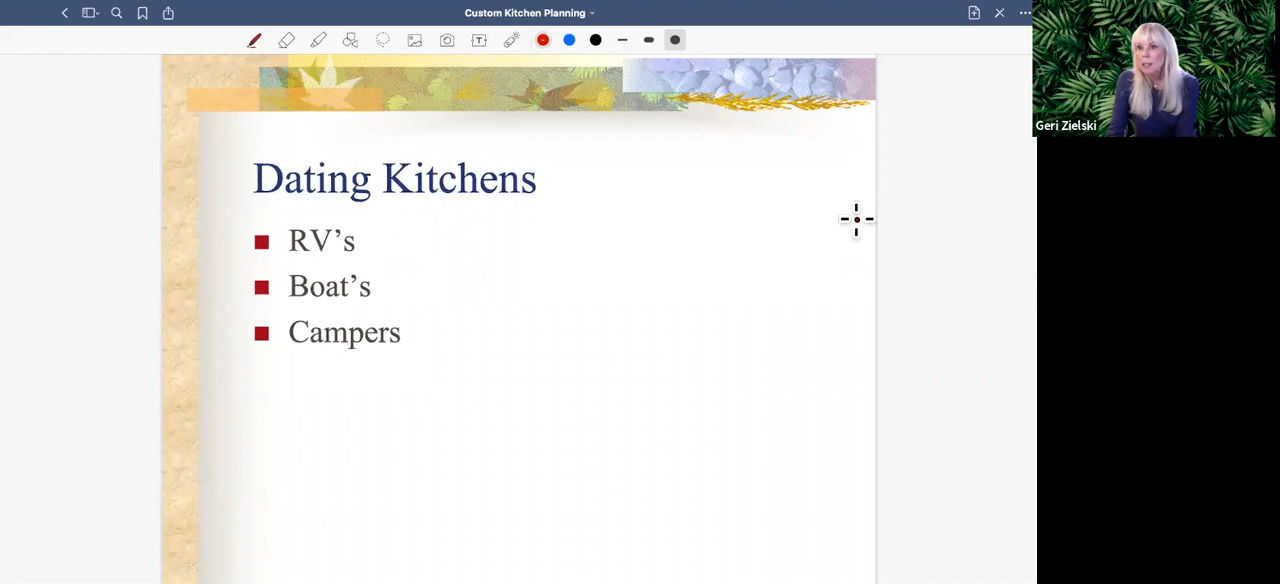 Custom Kitchen Planning
Geri Zielski
Dating Kitchens
RV’s
Boat’s
Campers